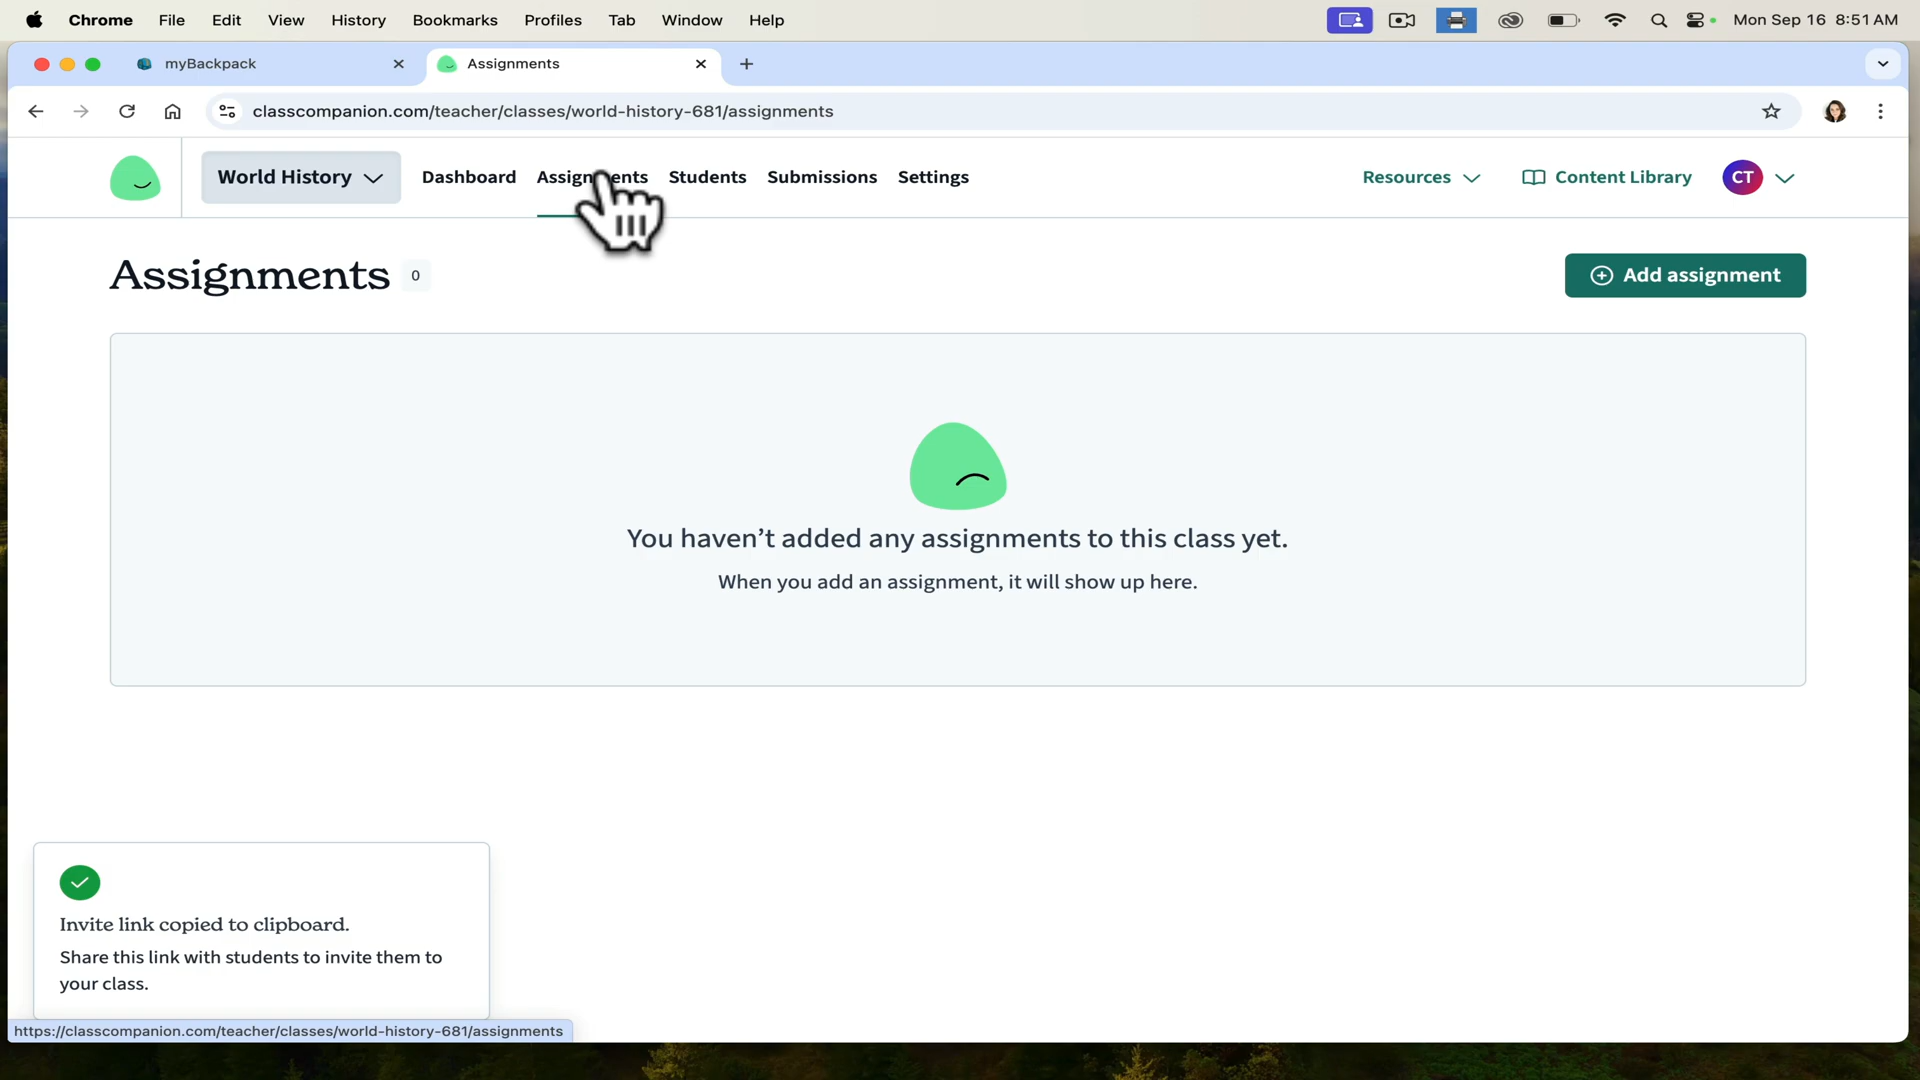 Chrome File Edit View History Bookmarks Profiles Tab Window Help Mon Sep 16 8:51 AM
myBackpack Assignments
classcompanion.com/teacher/classes/world-history-681/assignments
World History Dashboard Assignments Students Submissions Settings Resources Content Library CT
Assignments 0 Add assignment
You haven’t added any assignments to this class yet.
When you add an assignment, it will show up here.
Invite link copied to clipboard.
Share this link with students to invite them to
your class.
https://classcompanion.com/teacher/classes/world-history-681/assignments